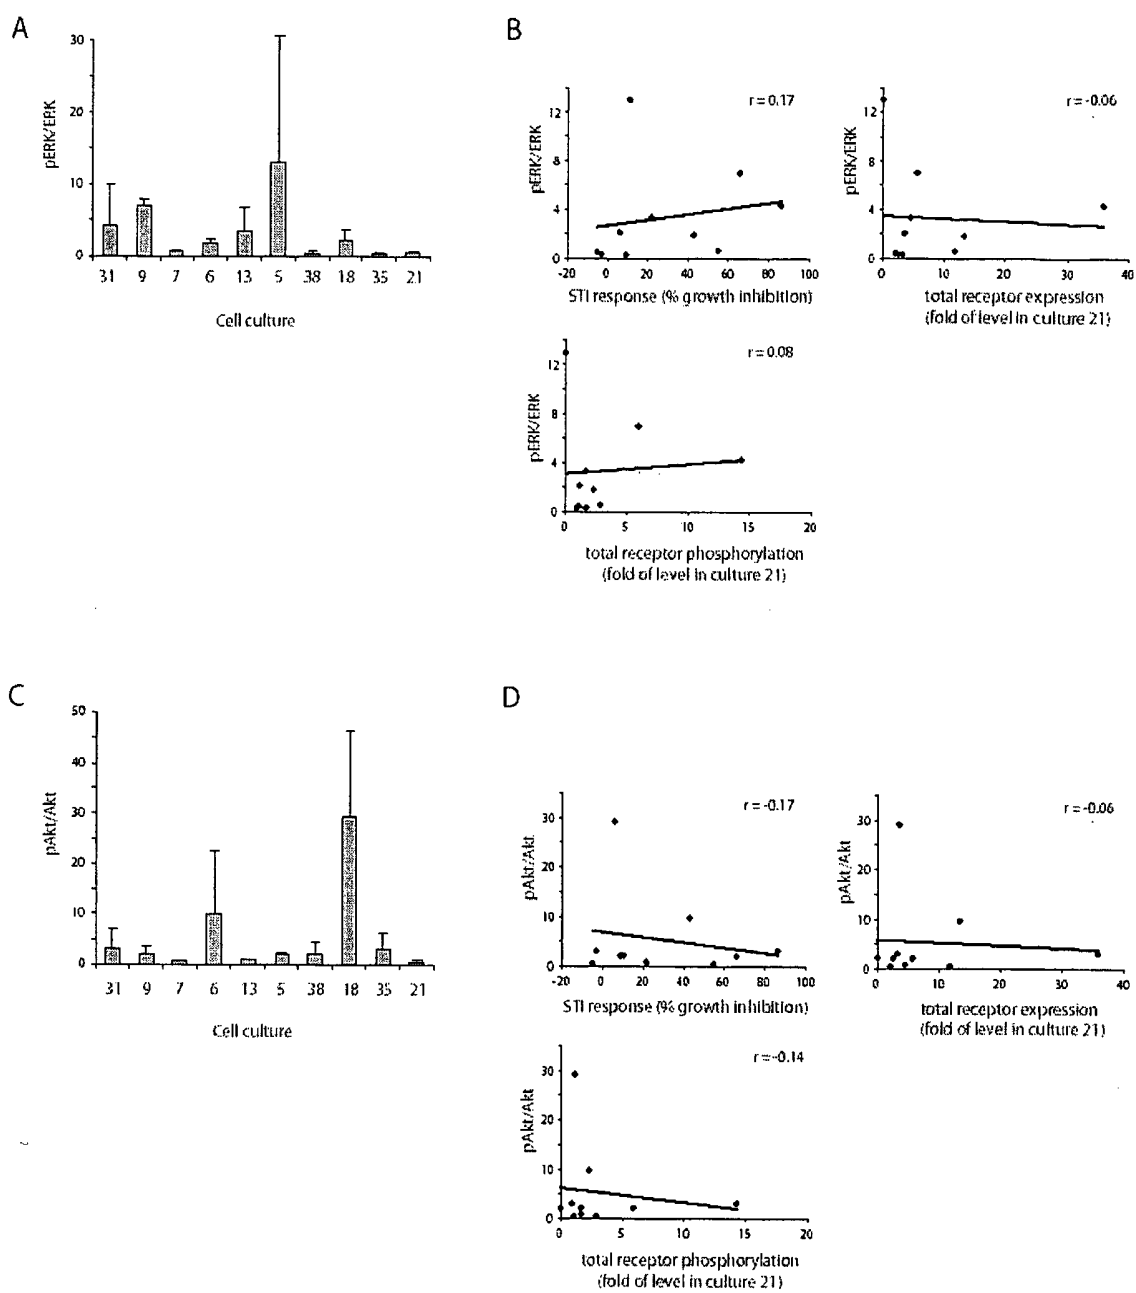 A
30
20
10
0
pERK/ERK
31 9 7 6 13 5 38 18 35 21
Cell culture
B
r = 0.17
12
8
4
0
pERK/ERK
-20 0 20 40 60 80 100
STI response (% growth inhibition)
r = -0.06
12
8
4
0
pERK/ERK
0 10 20 30 40
total receptor expression
(fold of level in culture 21)
r = 0.08
12
8
4
0
pERK/ERK
0 5 10 15 20
total receptor phosphorylation
(fold of level in culture 21)
C
50
40
30
20
10
0
pAkt/Akt
31 9 7 6 13 5 38 18 35 21
Cell culture
D
r = -0.17
30
20
10
0
pAkt/Akt
-20 0 20 40 60 80 100
STI response (% growth inhibition)
r = -0.06
30
20
10
0
pAkt/Akt
0 10 20 30 40
total receptor expression
(fold of level in culture 21)
r = -0.14
30
20
10
0
pAkt/Akt
0 5 10 15 20
total receptor phosphorylation
(fold of level in culture 21)